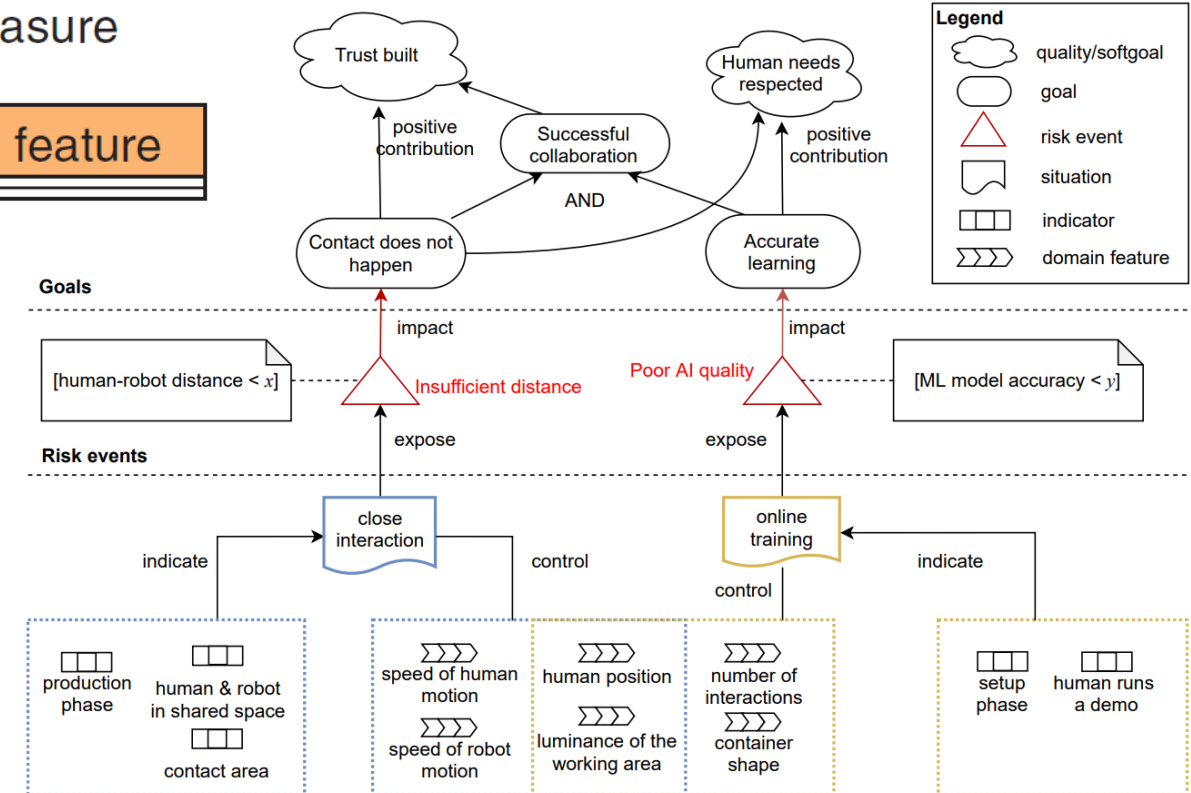 asure
feature
Trust built
Human needs
respected
positive
contribution
Successful
collaboration
positive
contribution
AND
Contact does not
happen
Accurate
learning
Legend
quality/softgoal
goal
risk event
situation
indicator
domain feature
Goals
impact
impact
[human-robot distance < x]
Insufficient distance
Poor AI quality
[ML model accuracy < y]
expose
expose
Risk events
close
interaction
online
training
indicate
control
control
indicate
production
phase
human & robot
in shared space
contact area
speed of human
motion
speed of robot
motion
human position
luminance of the
working area
number of
interactions
container
shape
setup
phase
human runs
a demo